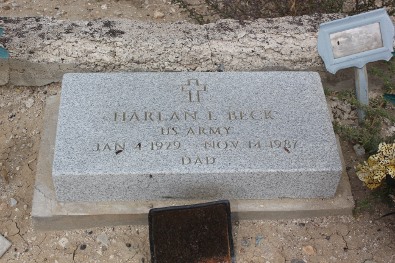 HARLAN L BECK
US ARMY
JAN 4 1929 NOV 14 1987
DAD